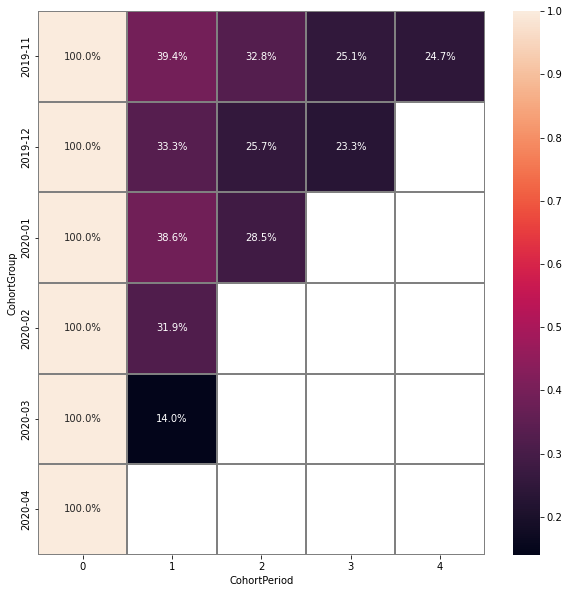 CohortGroup
2019-11 100.0% 39.4% 32.8% 25.1% 24.7%
2019-12 100.0% 33.3% 25.7% 23.3%
2020-01 100.0% 38.6% 28.5%
2020-02 100.0% 31.9%
2020-03 100.0% 14.0%
2020-04 100.0%
0 1 2 3 4
CohortPeriod
1.0
0.9
0.8
0.7
0.6
0.5
0.4
0.3
0.2